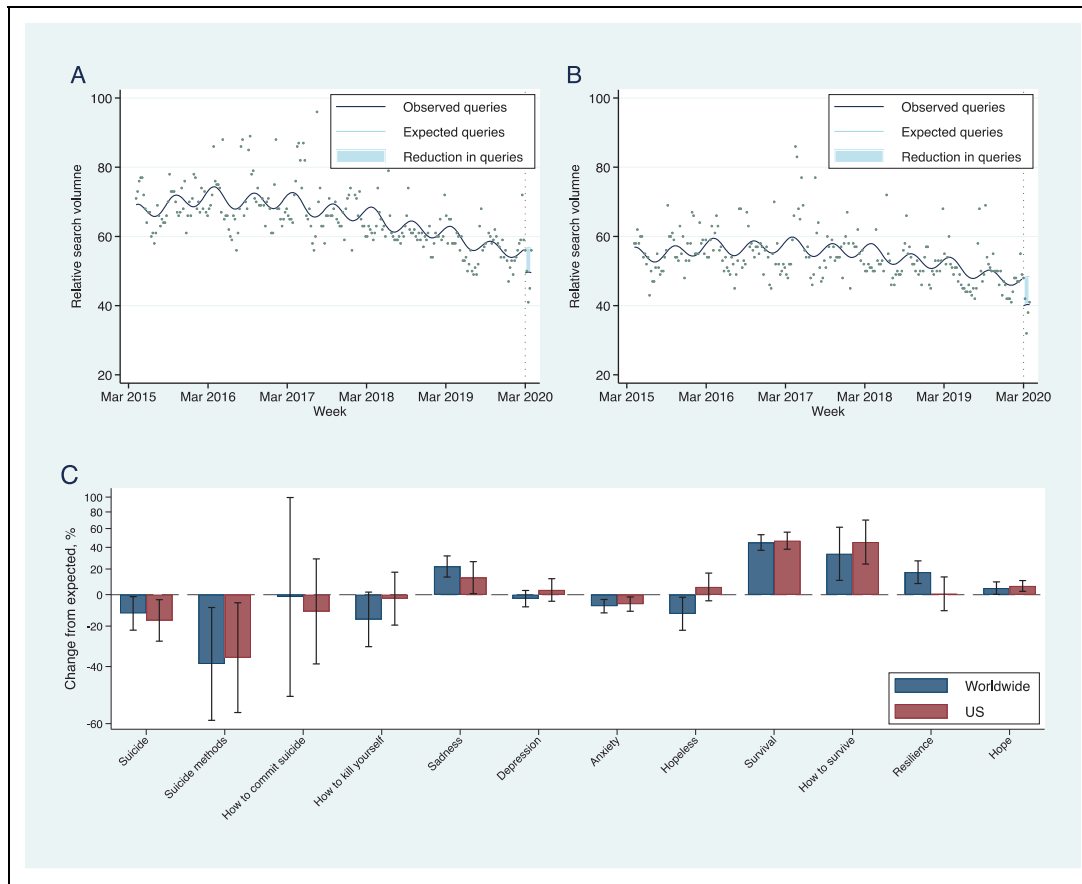 A
Observed queries
Expected queries
Reduction in queries
Relative search volumne
100
80
60
40
20
Mar 2015 Mar 2016 Mar 2017 Mar 2018 Mar 2019 Mar 2020
Week
B
Observed queries
Expected queries
Reduction in queries
Relative search volumne
100
80
60
40
20
Mar 2015 Mar 2016 Mar 2017 Mar 2018 Mar 2019 Mar 2020
Week
C
Change from expected, %
100
80
60
40
20
0
-20
-40
-60
Worldwide
US
Suicide
Suicide methods
How to commit suicide
How to kill yourself
Sadness
Depression
Anxiety
Hopeless
Survival
How to survive
Resilience
Hope